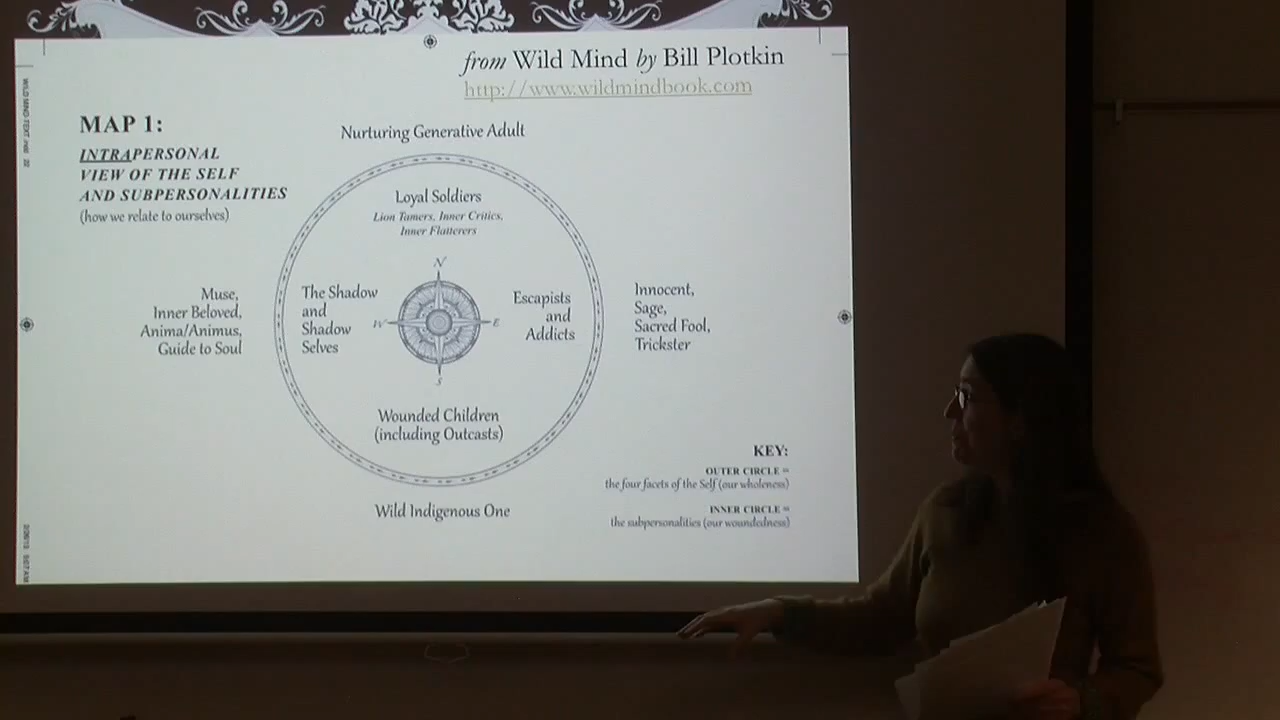 from Wild Mind by Bill Plotkin
http://www.wildmindbook.com
MAP 1:
INTRAPERSONAL
VIEW OF THE SELF
AND SUBPERSONALITIES
(how we relate to ourselves)
Nurturing Generative Adult
Loyal Soldiers
Lion Tamers, Inner Critics,
Inner Flatterers
N
W
E
S
Muse,
Inner Beloved,
Anima/Animus,
Guide to Soul
The Shadow
and
Shadow
Selves
Escapists
and
Addicts
Innocent,
Sage,
Sacred Fool,
Trickster
Wounded Children
(including Outcasts)
Wild Indigenous One
KEY:
OUTER CIRCLE =
the four facets of the Self (our wholeness)
INNER CIRCLE =
the subpersonalities (our woundedness)